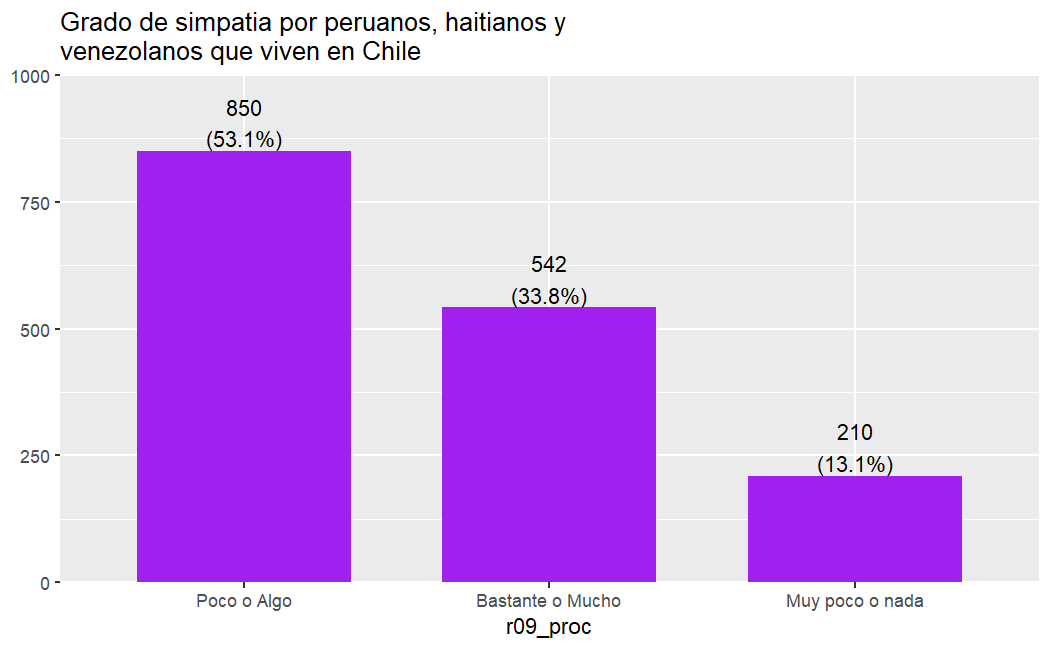 Grado de simpatia por peruanos, haitianos y
venezolanos que viven en Chile
1000
750
500
250
0
850
(53.1%)
542
(33.8%)
210
(13.1%)
Poco o Algo
Bastante o Mucho
Muy poco o nada
r09_proc